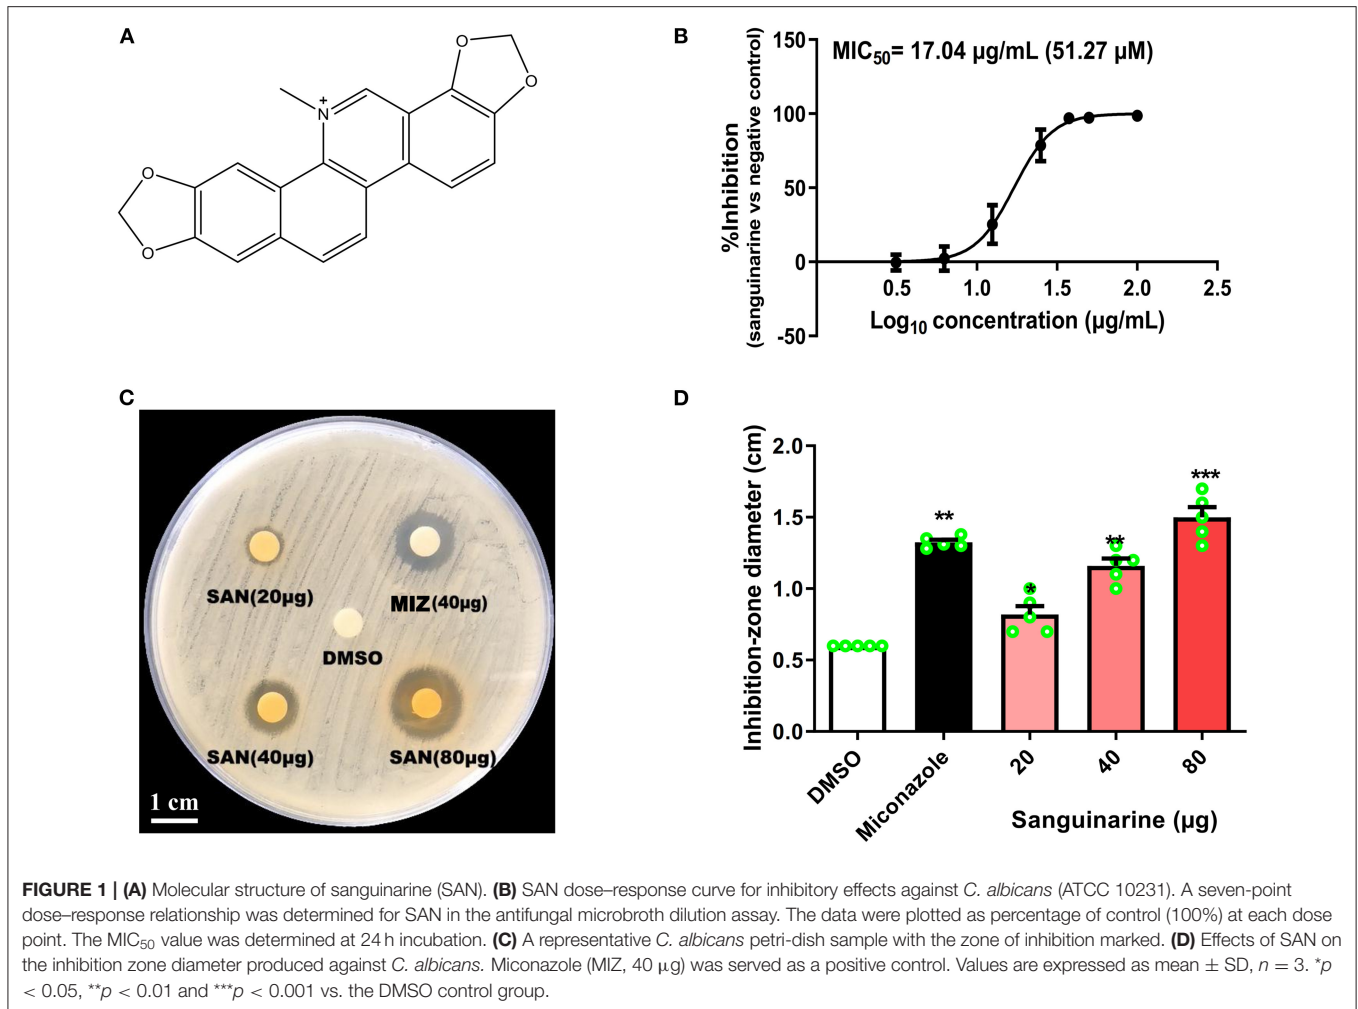 A
O
O
N
+
O
O
B
MIC50= 17.04 µg/mL (51.27 µM)
%Inhibition
(sanguinarine vs negative control)
150
100
50
0
-50
0.5 1.0 1.5 2.0 2.5
Log10 concentration (µg/mL)
C
SAN(20µg)
MIZ(40µg)
DMSO
SAN(40µg)
SAN(80µg)
1 cm
D
Inhibition-zone diameter (cm)
2.0
1.5
1.0
0.5
0.0
**
*
**
***
DMSO
Miconazole
20
40
80
Sanguinarine (µg)
FIGURE 1 | (A) Molecular structure of sanguinarine (SAN). (B) SAN dose–response curve for inhibitory effects against C. albicans (ATCC 10231). A seven-point
dose–response relationship was determined for SAN in the antifungal microbroth dilution assay. The data were plotted as percentage of control (100%) at each dose
point. The MIC50 value was determined at 24 h incubation. (C) A representative C. albicans petri-dish sample with the zone of inhibition marked. (D) Effects of SAN on
the inhibition zone diameter produced against C. albicans. Miconazole (MIZ, 40 µg) was served as a positive control. Values are expressed as mean ± SD, n = 3. *p
< 0.05, **p < 0.01 and ***p < 0.001 vs. the DMSO control group.